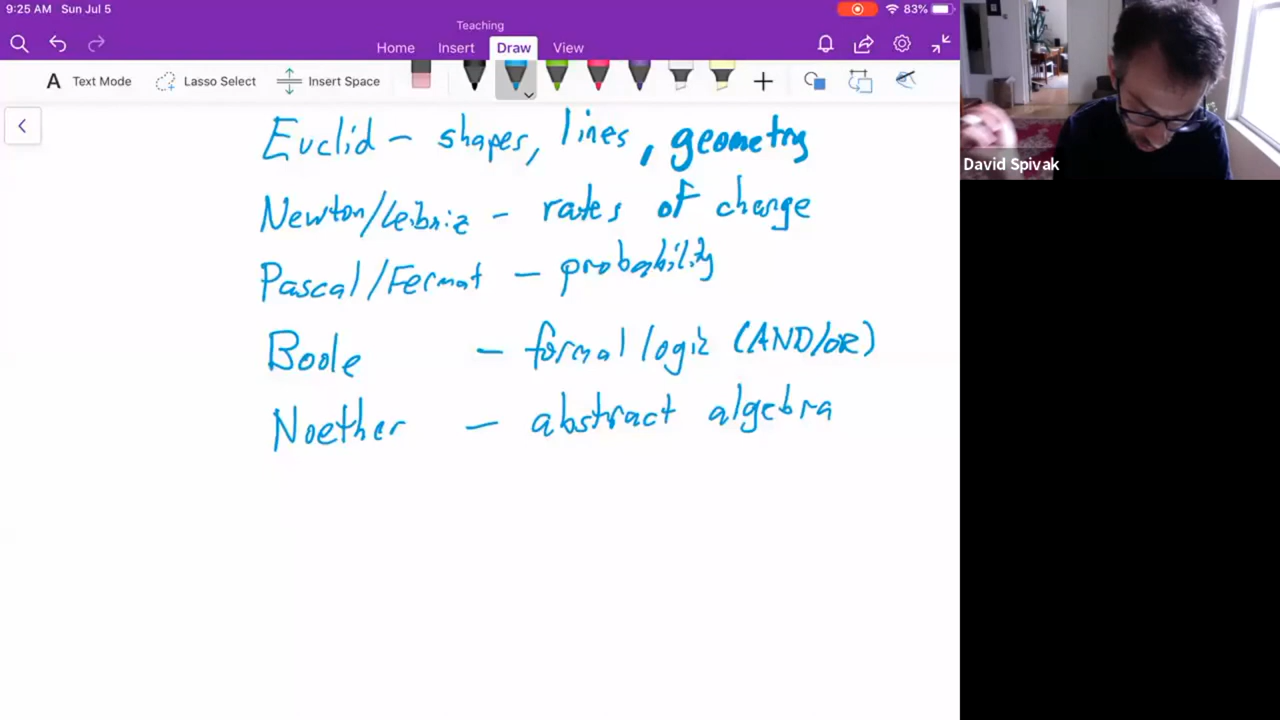 9:25 AM Sun Jul 5
83%
Teaching
Home Insert Draw View
A Text Mode Lasso Select Insert Space
Euclid - shapes, lines, geometry
Newton/Leibniz - rates of change
Pascal/Fermat - probability
Boole - formal logic (AND/OR)
Noether - abstract algebra
David Spivak